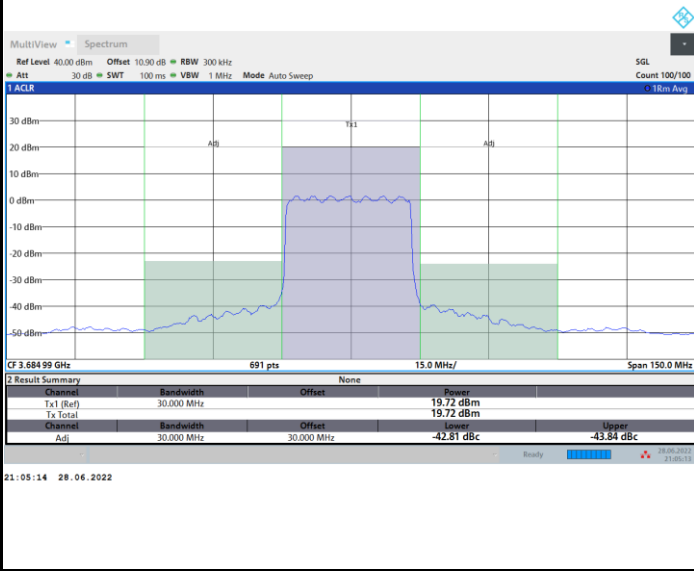 MultiView Spectrum
Ref Level 40.00 dBm Offset 10.90 dB RBW 300 kHz SGL
Att 30 dB SWT 100 ms VBW 1 MHz Mode Auto Sweep Count 100/100
1 ACLR 1Rm Avg
30 dBm
Tx1
20 dBm Adj Adj
10 dBm
0 dBm
-10 dBm
-20 dBm
-30 dBm
-40 dBm
-50 dBm
CF 3.684 99 GHz 691 pts 15.0 MHz/ Span 150.0 MHz
2 Result Summary None
Channel Bandwidth Offset Power
Tx1 (Ref) 30.000 MHz 19.72 dBm
Tx Total 19.72 dBm
Channel Bandwidth Offset Lower Upper
Adj 30.000 MHz 30.000 MHz -42.81 dBc -43.84 dBc
Ready 28.06.2022
21:05:13
21:05:14 28.06.2022